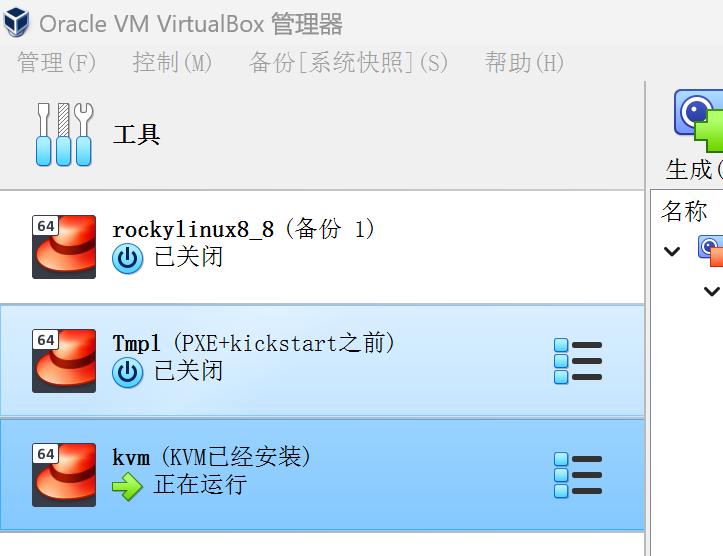 Oracle VM VirtualBox 管理器
管理(F) 控制(M) 备份[系统快照](S) 帮助(H)
工具
生成(
名称
64
rockylinux8_8 (备份 1)
已关闭
64
Tmpl (PXE+kickstart之前)
已关闭
64
kvm (KVM已经安装)
正在运行